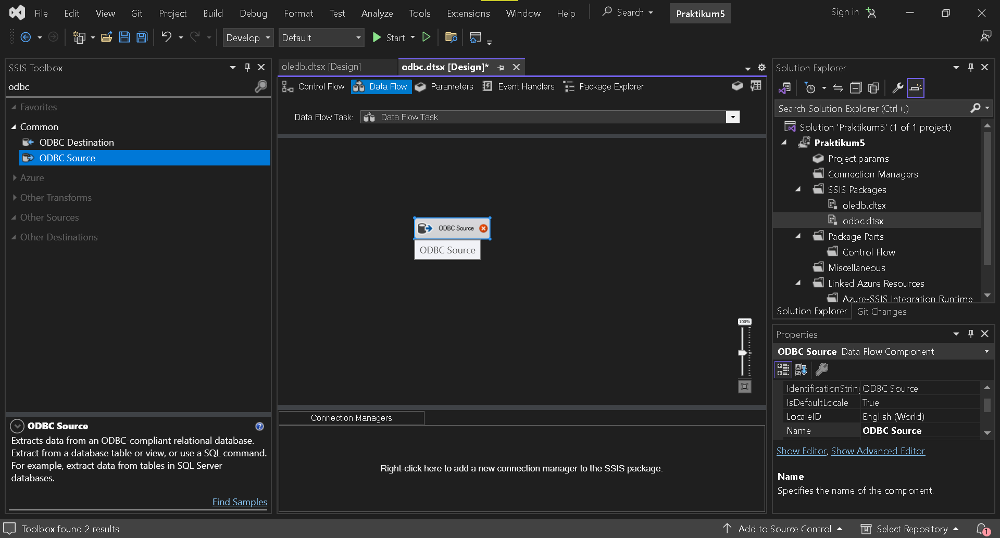 File Edit View Git Project Build Debug Format Test Analyze Tools Extensions Window Help Search Praktikum5 Sign in
Develop Default Start
SSIS Toolbox
odbc
Favorites
Common
ODBC Destination
ODBC Source
Azure
Other Transforms
Other Sources
Other Destinations
ODBC Source
Extracts data from an ODBC-compliant relational database.
Extract from a database table or view, or use a SQL command.
For example, extract data from tables in SQL Server
databases.
Find Samples
oledb.dtsx [Design] odbc.dtsx [Design]*
Control Flow Data Flow Parameters Event Handlers Package Explorer
Data Flow Task: Data Flow Task
ODBC Source
ODBC Source
100%
Connection Managers
Right-click here to add a new connection manager to the SSIS package.
Solution Explorer
Search Solution Explorer (Ctrl+;)
Solution 'Praktikum5' (1 of 1 project)
Praktikum5
Project.params
Connection Managers
SSIS Packages
oledb.dtsx
odbc.dtsx
Package Parts
Control Flow
Miscellaneous
Linked Azure Resources
Azure-SSIS Integration Runtime
Solution Explorer Git Changes
Properties
ODBC Source Data Flow Component
IdentificationString ODBC Source
IsDefaultLocale True
LocaleID English (World)
Name ODBC Source
Show Editor, Show Advanced Editor
Name
Specifies the name of the component.
Toolbox found 2 results Add to Source Control Select Repository 1